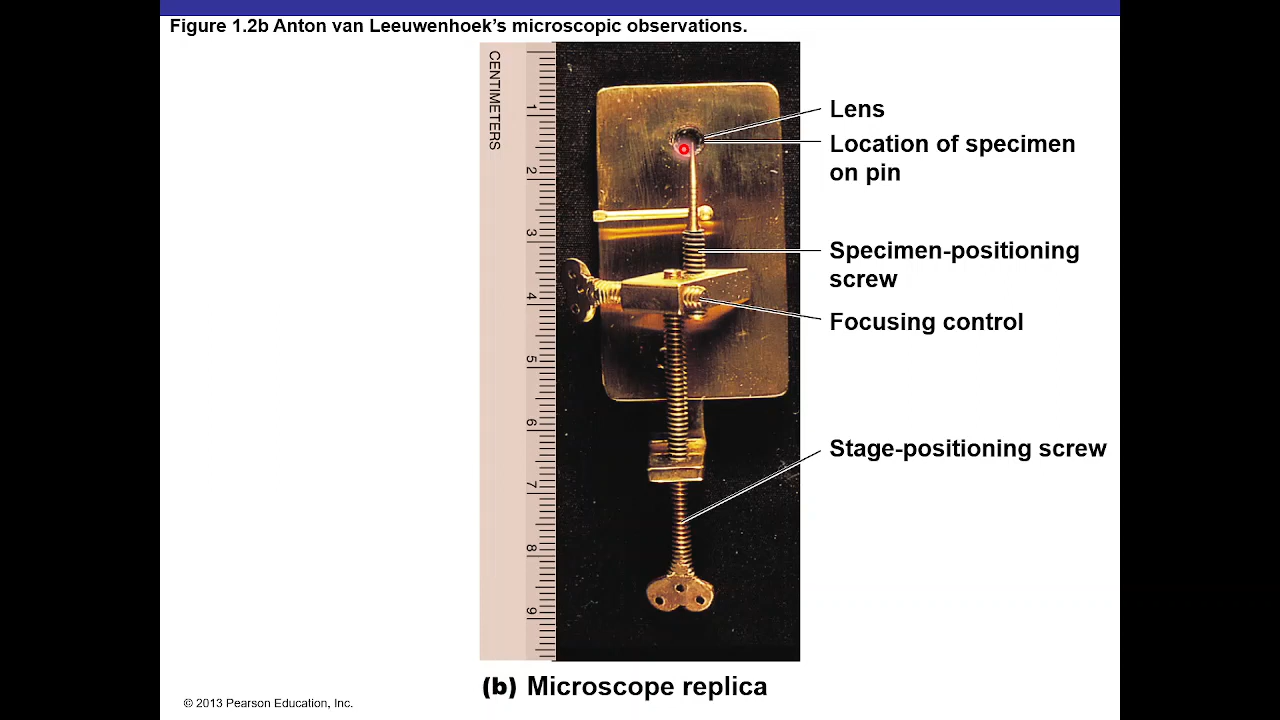 Figure 1.2b Anton van Leeuwenhoek’s microscopic observations.
CENTIMETERS
1
2
3
4
5
6
7
8
9
Lens
Location of specimen
on pin
Specimen-positioning
screw
Focusing control
Stage-positioning screw
(b) Microscope replica
© 2013 Pearson Education, Inc.